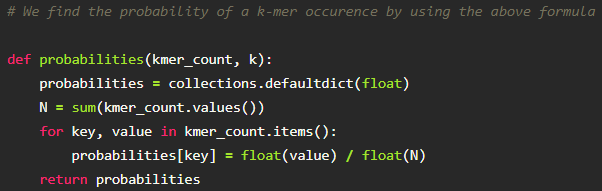 # We find the probability of a k-mer occurence by using the above formula
def probabilities(kmer_count, k):
    probabilities = collections.defaultdict(float)
    N = sum(kmer_count.values())
    for key, value in kmer_count.items():
        probabilities[key] = float(value) / float(N)
    return probabilities